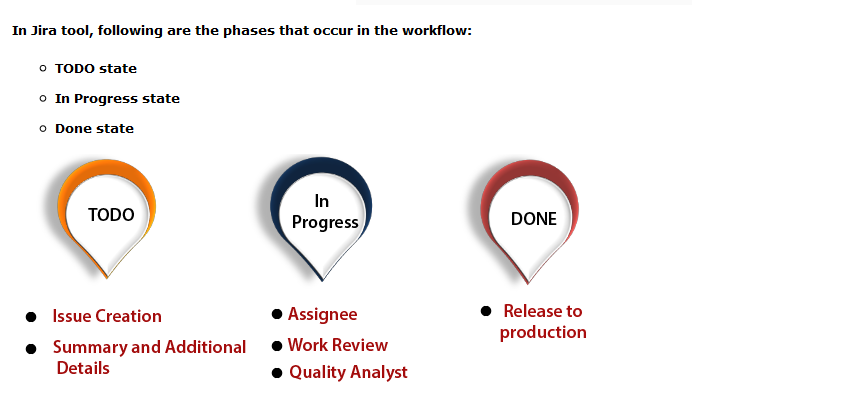 In Jira tool, following are the phases that occur in the workflow:
TODO state
In Progress state
Done state
TODO
In
Progress
DONE
Issue Creation
Summary and Additional
Details
Assignee
Work Review
Quality Analyst
Release to
production